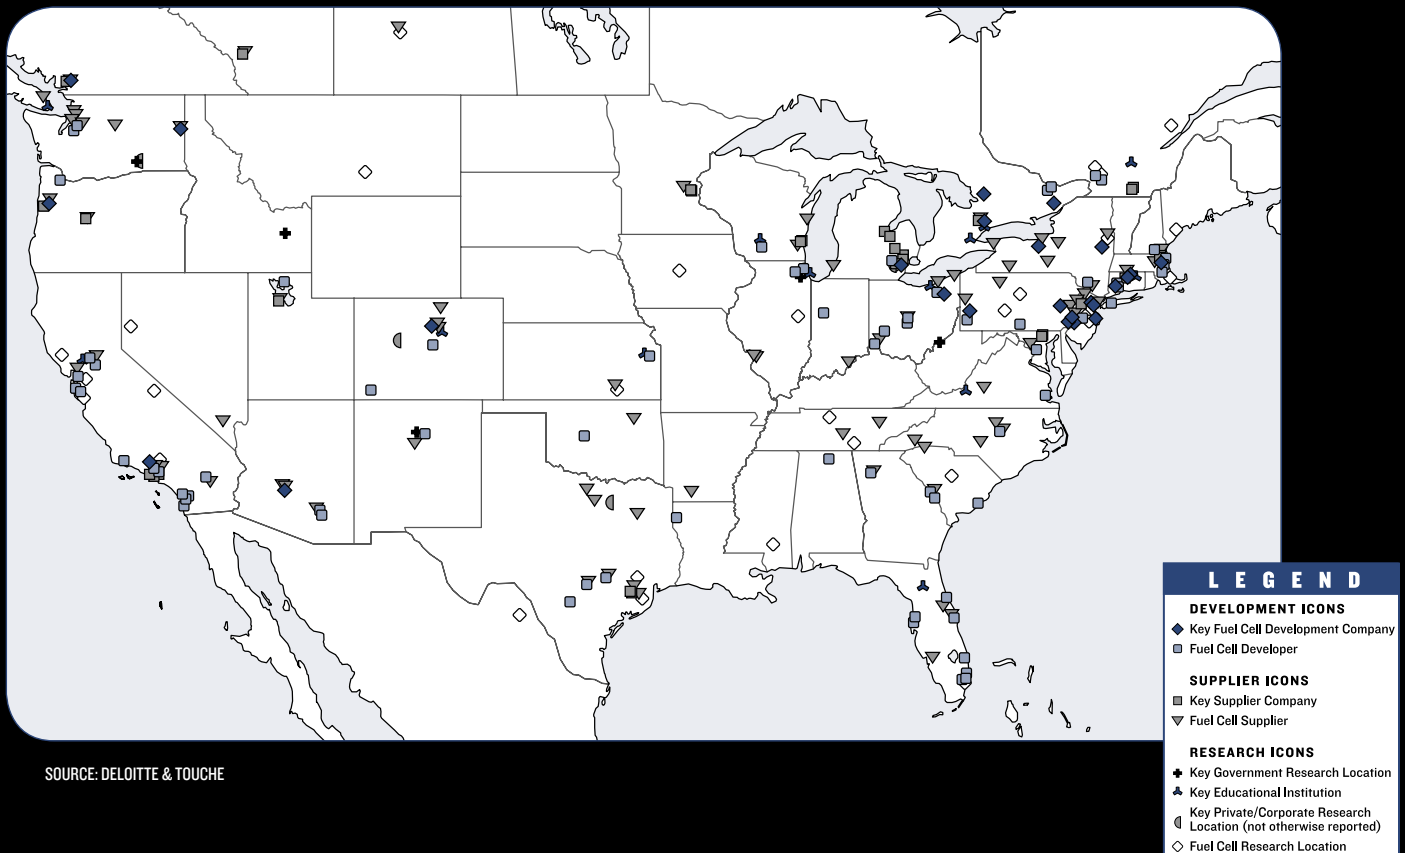 LEGEND
DEVELOPMENT ICONS
Key Fuel Cell Development Company
Fuel Cell Developer
SUPPLIER ICONS
Key Supplier Company
Fuel Cell Supplier
RESEARCH ICONS
Key Government Research Location
Key Educational Institution
Key Private/Corporate Research
Location (not otherwise reported)
Fuel Cell Research Location
SOURCE: DELOITTE & TOUCHE